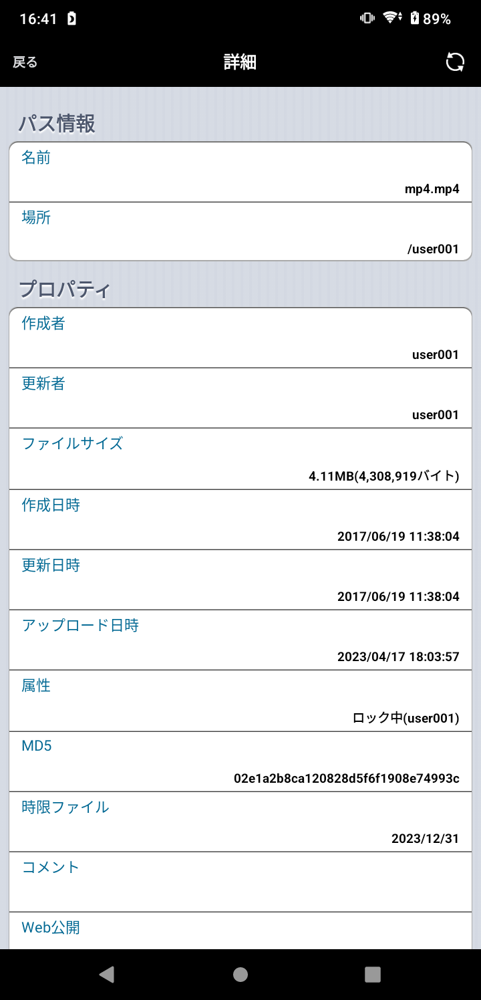 16:41 89%
戻る 詳細
パス情報
名前
mp4.mp4
場所
/user001
プロパティ
作成者
user001
更新者
user001
ファイルサイズ
4.11MB(4,308,919バイト)
作成日時
2017/06/19 11:38:04
更新日時
2017/06/19 11:38:04
アップロード日時
2023/04/17 18:03:57
属性
ロック中(user001)
MD5
02e1a2b8ca120828d5f6f1908e74993c
時限ファイル
2023/12/31
コメント
Web公開